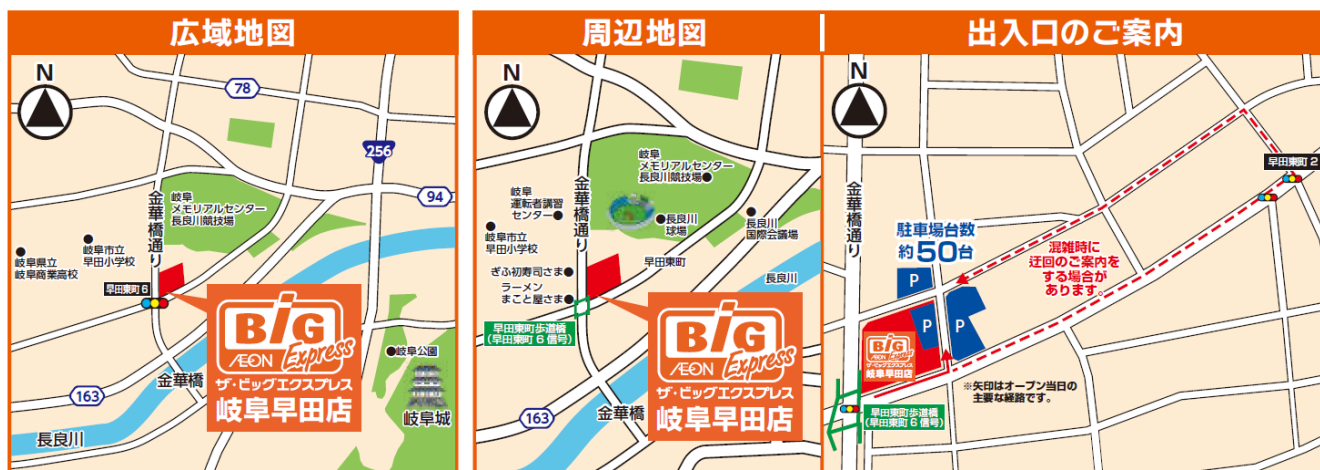 広域地図
N
78
256
94
金華橋通り
岐阜
メモリアルセンター
長良川競技場
岐阜県立
岐阜商業高校
岐阜市立
早田小学校
早田東町6
BiG
ÆON Express
ザ・ビッグエクスプレス
岐阜早田店
岐阜公園
岐阜城
163
金華橋
長良川
周辺地図
N
岐阜
メモリアルセンター
長良川競技場
岐阜
運転者講習
センター
金華橋通り
長良川
球場
長良川
国際会議場
岐阜市立
早田小学校
早田東町
長良川
ぎふ初寿司さま
ラーメン
まこと屋さま
早田東町歩道橋
(早田東町6信号)
BiG
ÆON Express
ザ・ビッグエクスプレス
岐阜早田店
163
金華橋
出入口のご案内
N
早田東町2
金華橋通り
駐車場台数
約50台
P
P
P
混雑時に
迂回のご案内を
する場合が
あります。
BiG
ÆON Express
ザ・ビッグエクスプレス
岐阜早田店
※矢印はオープン当日の
主要な経路です。
早田東町歩道橋
(早田東町6信号)